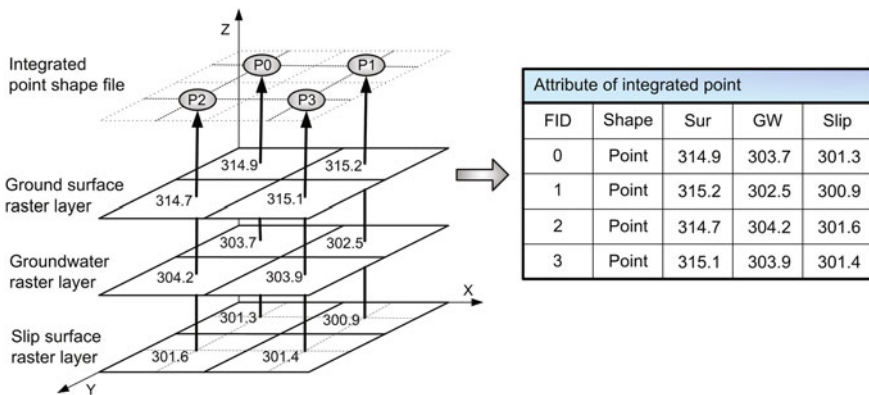 Z
Integrated
point shape file
P0
P1
P2
P3
Ground surface
raster layer
314.9
315.2
314.7
315.1
Groundwater
raster layer
303.7
302.5
304.2
303.9
X
Slip surface
raster layer
301.3
300.9
301.6
301.4
Y
Attribute of integrated point
FID Shape Sur GW Slip
0 Point 314.9 303.7 301.3
1 Point 315.2 302.5 300.9
2 Point 314.7 304.2 301.6
3 Point 315.1 303.9 301.4